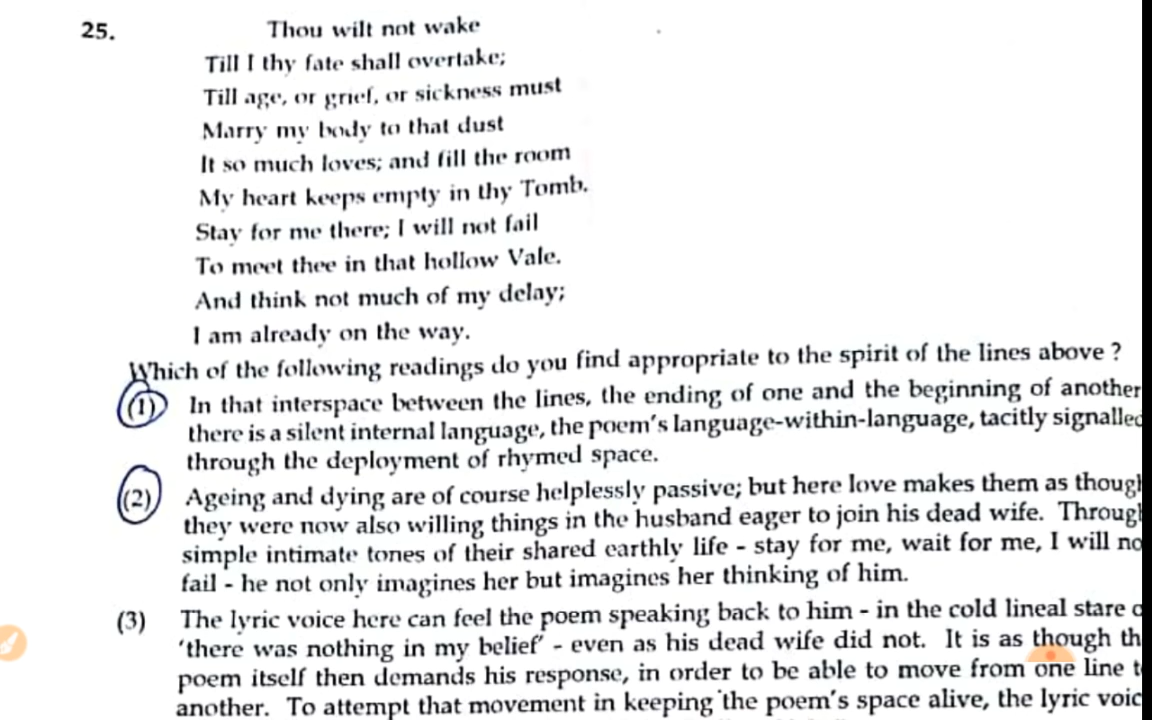 25. Thou wilt not wake
Till I thy fate shall overtake;
Till age, or grief, or sickness must
Marry my body to that dust
It so much loves; and fill the room
My heart keeps empty in thy Tomb.
Stay for me there; I will not fail
To meet thee in that hollow Vale.
And think not much of my delay;
I am already on the way.
Which of the following readings do you find appropriate to the spirit of the lines above ?
(1) In that interspace between the lines, the ending of one and the beginning of another
there is a silent internal language, the poem's language-within-language, tacitly signalled
through the deployment of rhymed space.
(2) Ageing and dying are of course helplessly passive; but here love makes them as though
they were now also willing things in the husband eager to join his dead wife. Through
simple intimate tones of their shared earthly life - stay for me, wait for me, I will no
fail - he not only imagines her but imagines her thinking of him.
(3) The lyric voice here can feel the poem speaking back to him - in the cold lineal stare o
'there was nothing in my belief' - even as his dead wife did not. It is as though th
poem itself then demands his response, in order to be able to move from one line t
another. To attempt that movement in keeping the poem's space alive, the lyric voic